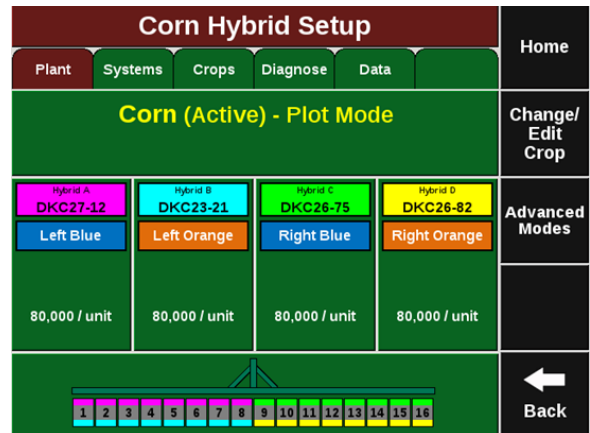 Corn Hybrid Setup
Home
Plant
Systems
Crops
Diagnose
Data
Corn (Active) - Plot Mode
Change/
Edit
Crop
Hybrid A
DKC27-12
Left Blue
80,000 / unit
Hybrid B
DKC23-21
Left Orange
80,000 / unit
Hybrid C
DKC26-75
Right Blue
80,000 / unit
Hybrid D
DKC26-82
Right Orange
80,000 / unit
Advanced
Modes
1 2 3 4 5 6 7 8 9 10 11 12 13 14 15 16
Back